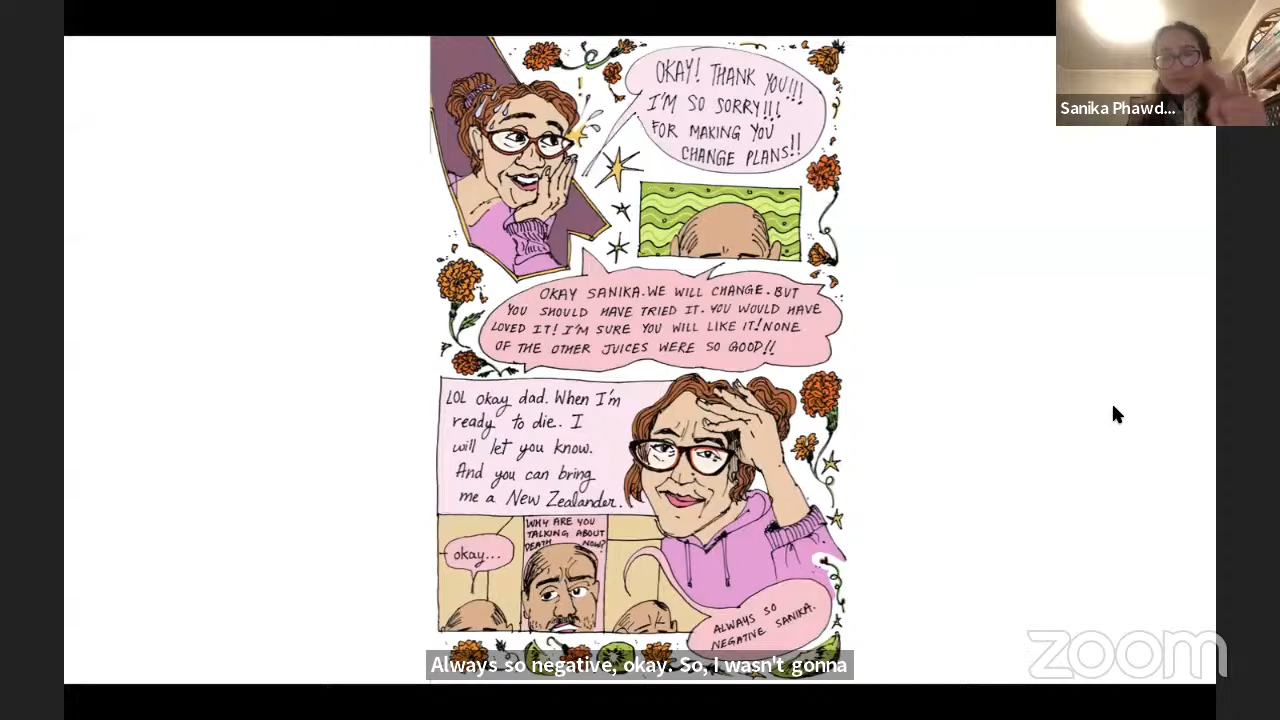 Sanika Phawd...
OKAY! THANK YOU!!!
I'M SO SORRY!!!
FOR MAKING YOU
CHANGE PLANS!!
OKAY SANIKA. WE WILL CHANGE. BUT
YOU SHOULD HAVE TRIED IT. YOU WOULD HAVE
LOVED IT! I'M SURE YOU WILL LIKE IT! NONE
OF THE OTHER JUICES WERE SO GOOD!!
LOL okay dad. When I'm
ready to die. I
will let you know.
And you can bring
me a New Zealander.
okay...
WHY ARE YOU
TALKING ABOUT
DEATH NOW?
ALWAYS SO
NEGATIVE SANIKA.
Always so negative, okay. So, I wasn't gonna
zoom